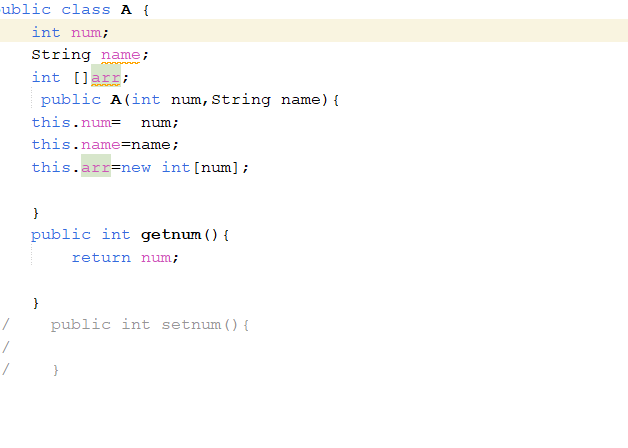 ublic class A {
int num;
String name;
int []arr;
public A(int num,String name){
this.num=  num;
this.name=name;
this.arr=new int[num];
}
public int getnum(){
return num;
}
/    public int setnum(){
/
/    }